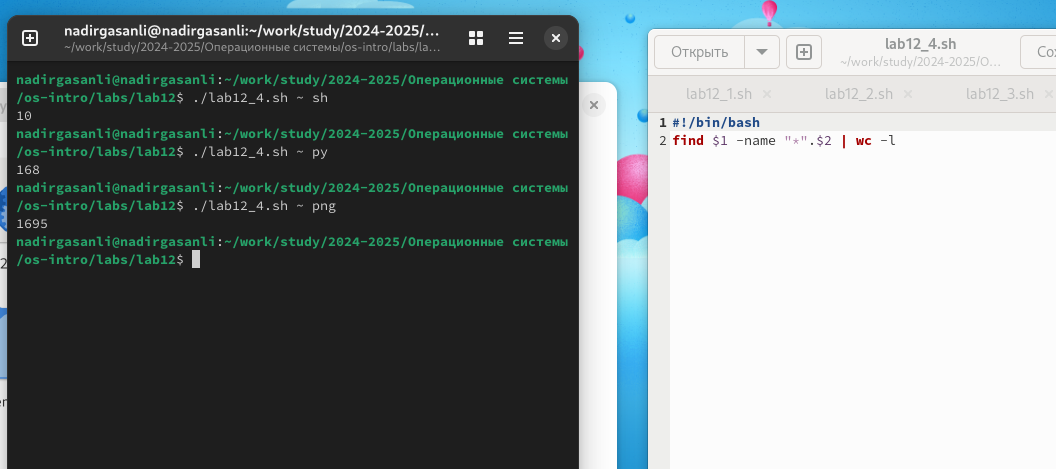 nadirgasanli@nadirgasanli:~/work/study/2024-2025/...
~/work/study/2024-2025/Операционные системы/os-intro/labs/la...
nadirgasanli@nadirgasanli:~/work/study/2024-2025/Операционные системы
/os-intro/labs/lab12$ ./lab12_4.sh ~ sh
10
nadirgasanli@nadirgasanli:~/work/study/2024-2025/Операционные системы
/os-intro/labs/lab12$ ./lab12_4.sh ~ py
168
nadirgasanli@nadirgasanli:~/work/study/2024-2025/Операционные системы
/os-intro/labs/lab12$ ./lab12_4.sh ~ png
1695
nadirgasanli@nadirgasanli:~/work/study/2024-2025/Операционные системы
/os-intro/labs/lab12$
Открыть
lab12_4.sh
~/work/study/2024-2025/О...
lab12_1.sh
lab12_2.sh
lab12_3.sh
1 #!/bin/bash
2 find $1 -name "*".$2 | wc -l